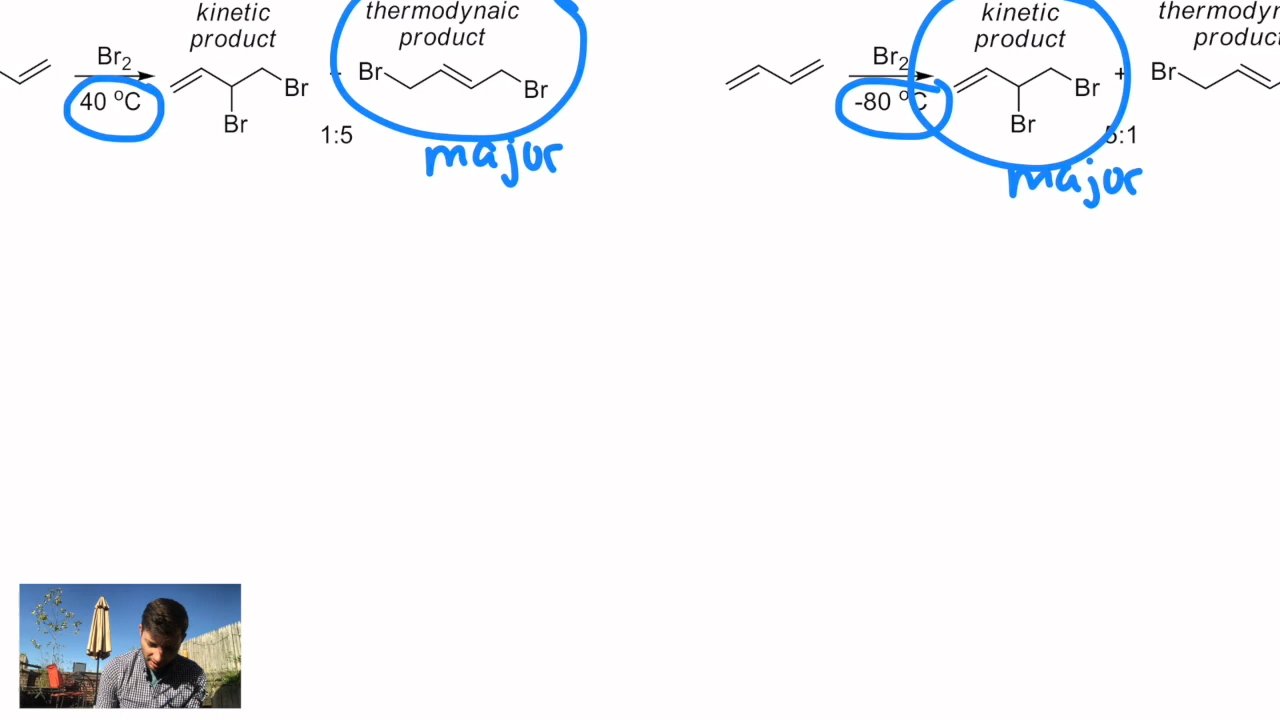 kinetic
product
thermodynaic
product
Br₂
40 °C
Br
Br
+
Br
Br
1:5
major
kinetic
product
thermodyn
product
Br₂
-80 °C
Br
Br
+
Br
5:1
major